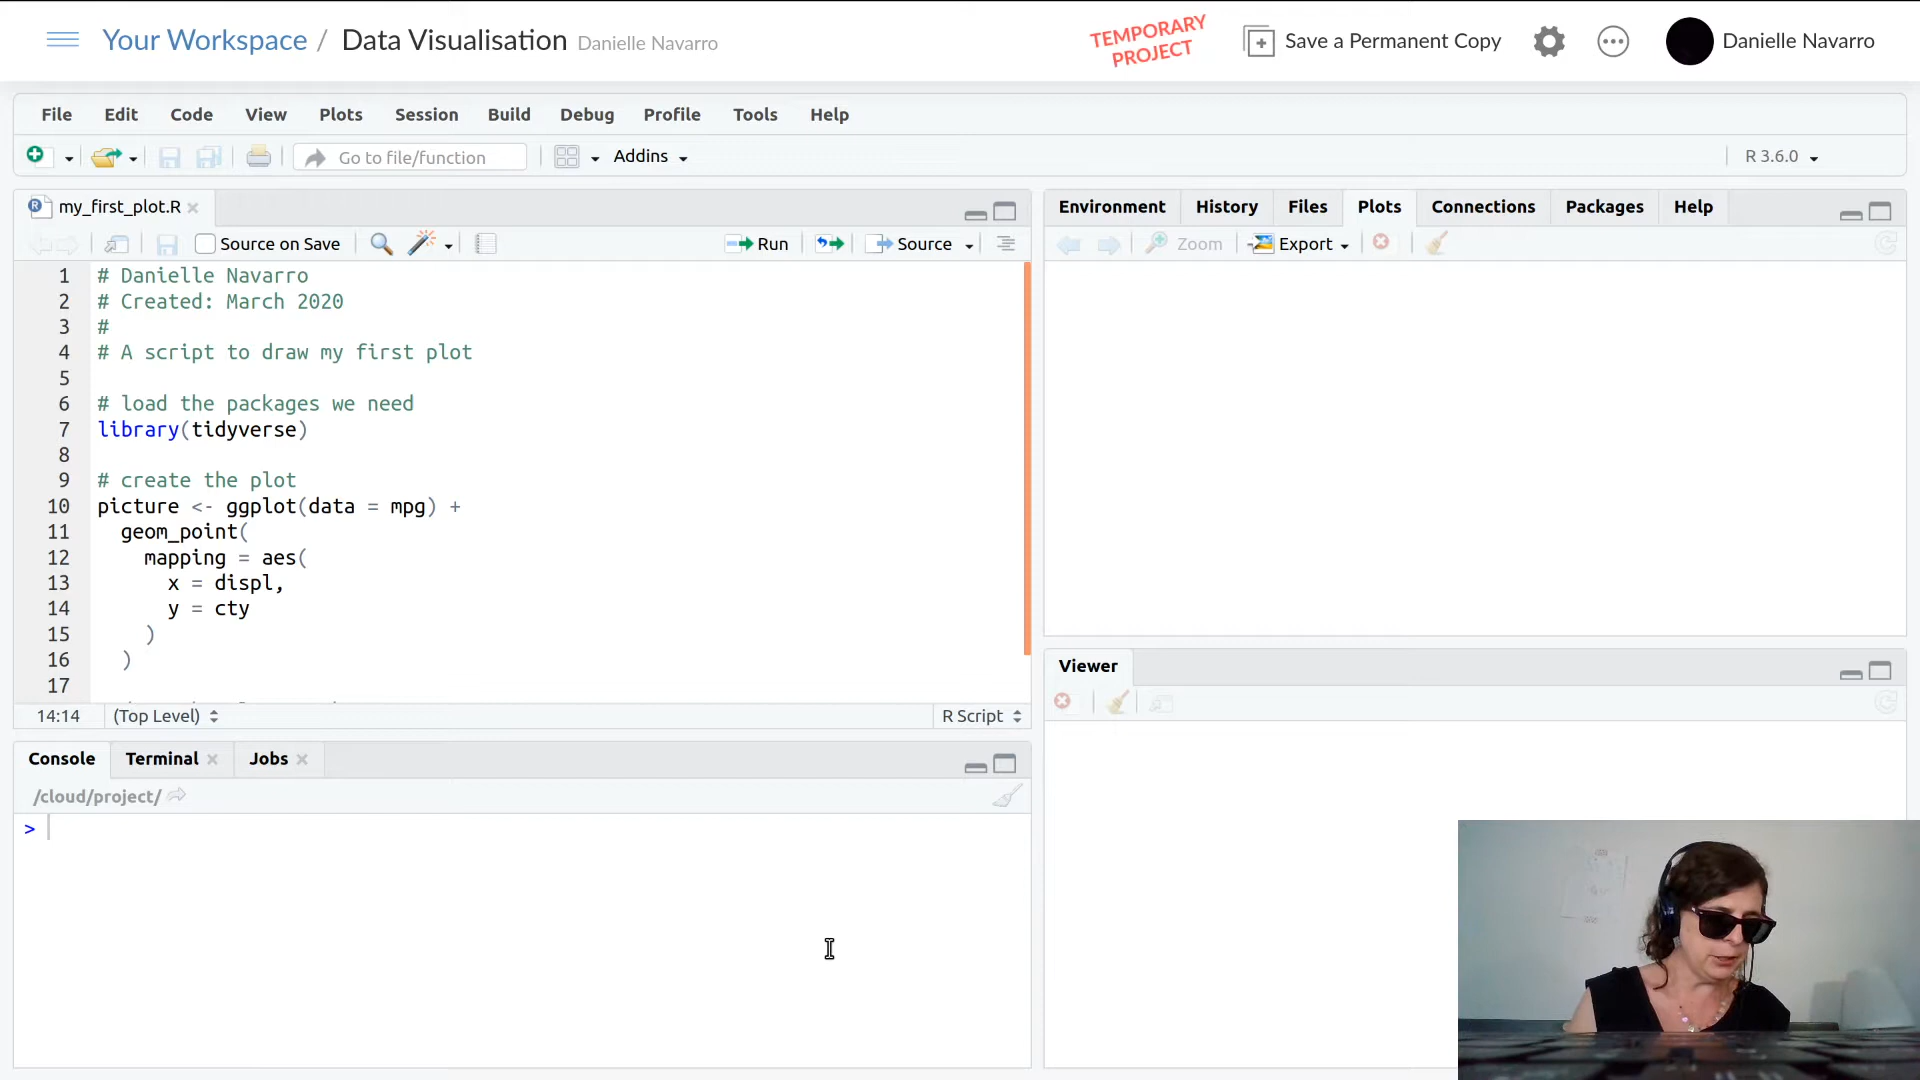 Your Workspace / Data Visualisation Danielle Navarro
TEMPORARY PROJECT
Save a Permanent Copy
Danielle Navarro
File Edit Code View Plots Session Build Debug Profile Tools Help
Go to file/function Addins R 3.6.0
my_first_plot.R
Source on Save Run Source
1 # Danielle Navarro
2 # Created: March 2020
3 #
4 # A script to draw my first plot
5
6 # load the packages we need
7 library(tidyverse)
8
9 # create the plot
10 picture <- ggplot(data = mpg) +
11 geom_point(
12 mapping = aes(
13 x = displ,
14 y = cty
15 )
16 )
17
14:14 (Top Level) R Script
Console Terminal Jobs
/cloud/project/
>
Environment History Files Plots Connections Packages Help
Zoom Export
Viewer